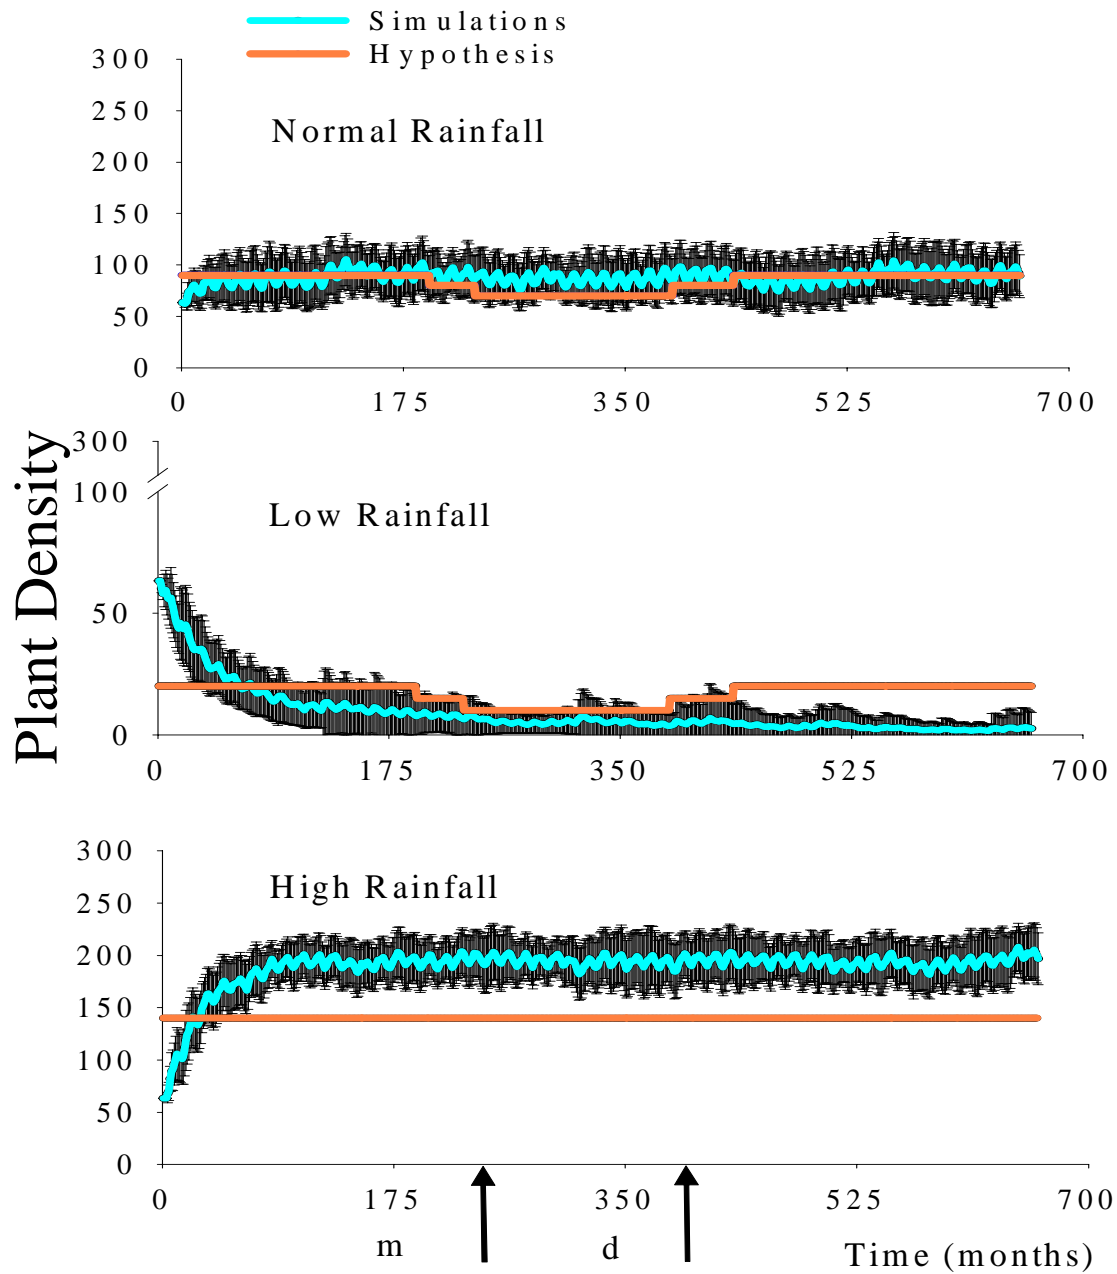 Simulations
Hypothesis
300
Normal Rainfall
250
200
150
100
50
0
0 175 350 525 700
Plant Density
300
100
Low Rainfall
50
0
0 175 350 525 700
300
High Rainfall
250
200
150
100
50
0
0 175 350 525 700
m d Time (months)